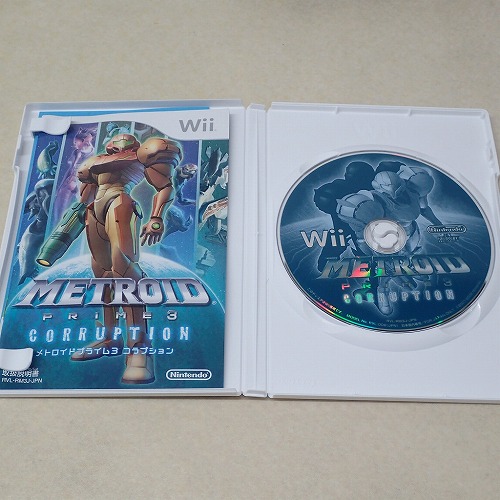 Wii
METROID
PRIME 3
CORRUPTION
メトロイドプライム3 コラプション
取扱説明書
RVL-RM3J-JPN
Nintendo
Wii
Nintendo
METROID
PRIME 3
CORRUPTION